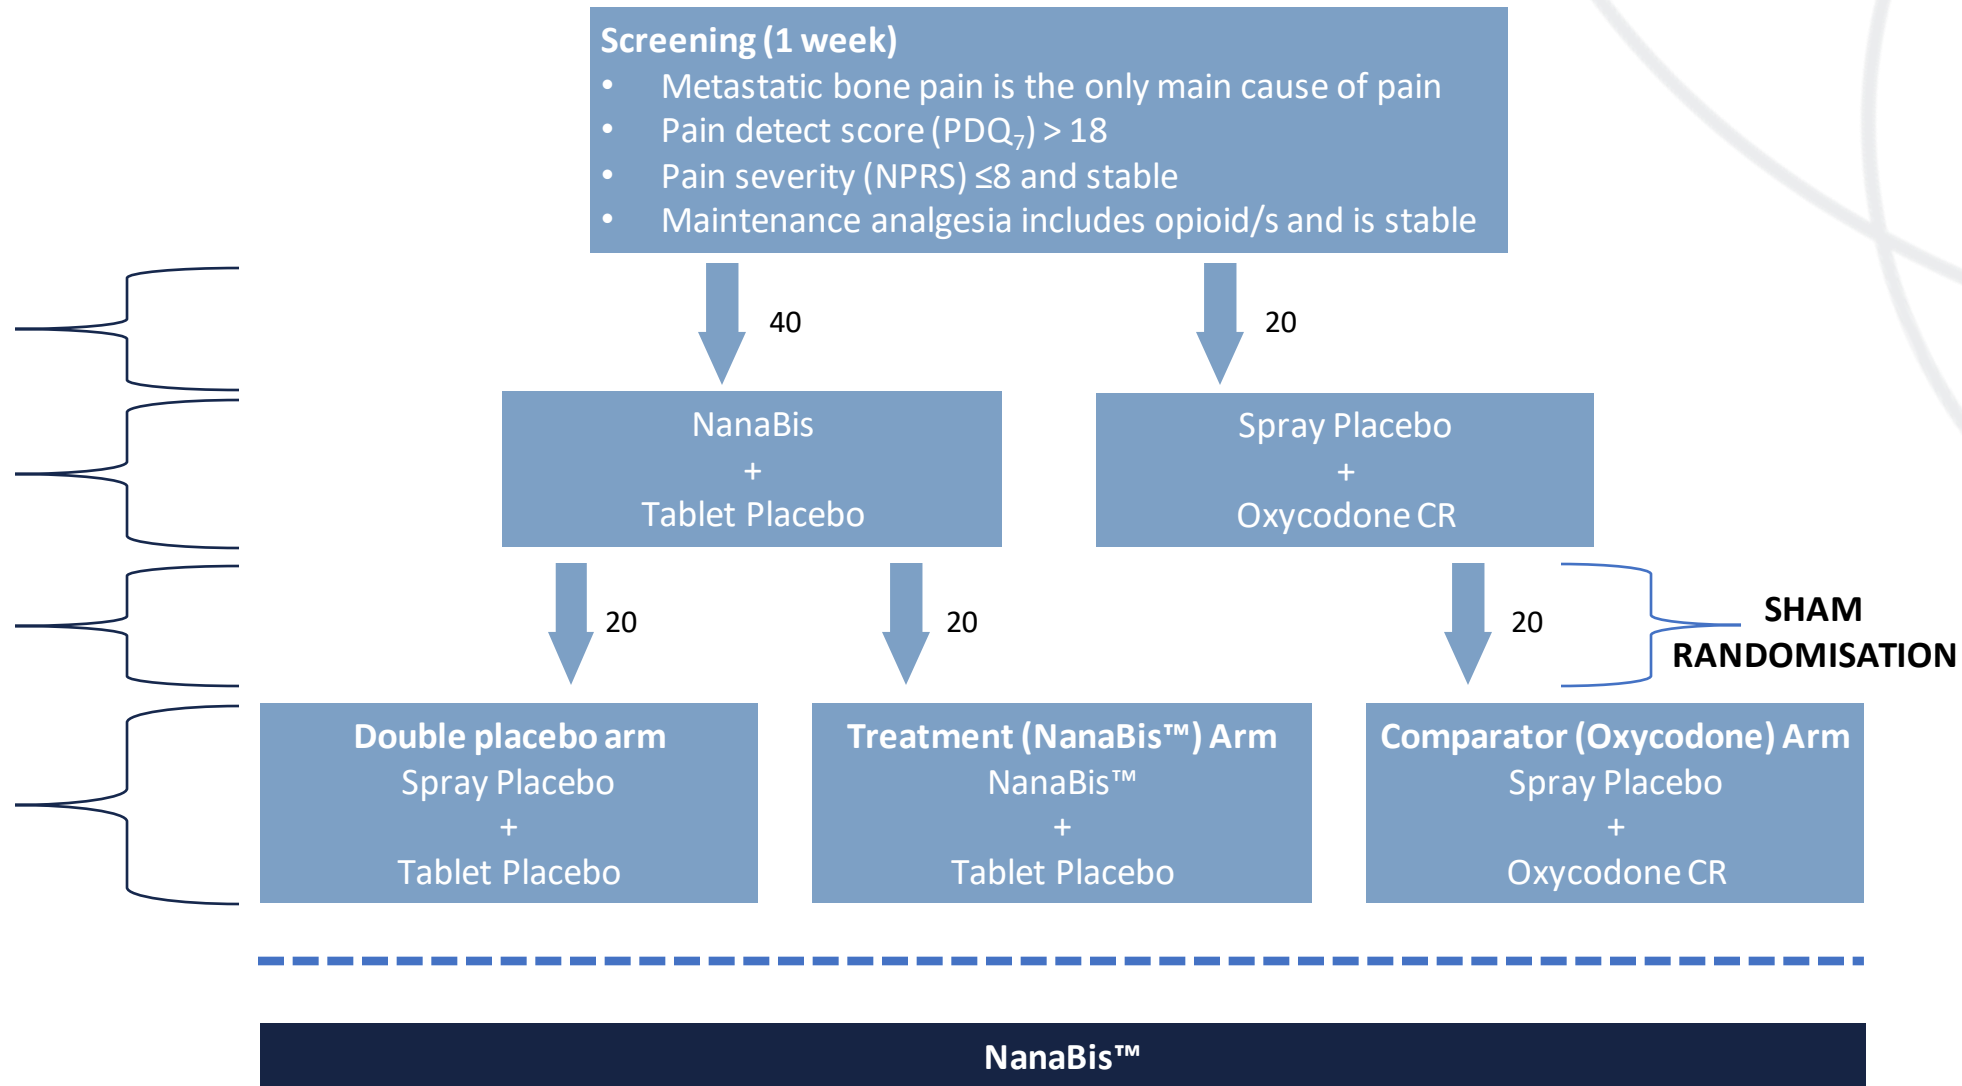 Screening (1 week)
• Metastatic bone pain is the only main cause of pain
• Pain detect score (PDQ₇) > 18
• Pain severity (NPRS) ≤8 and stable
• Maintenance analgesia includes opioid/s and is stable
40
20
NanaBis
+
Tablet Placebo
Spray Placebo
+
Oxycodone CR
20
20
20
SHAM
RANDOMISATION
Double placebo arm
Spray Placebo
+
Tablet Placebo
Treatment (NanaBis™) Arm
NanaBis™
+
Tablet Placebo
Comparator (Oxycodone) Arm
Spray Placebo
+
Oxycodone CR
NanaBis™